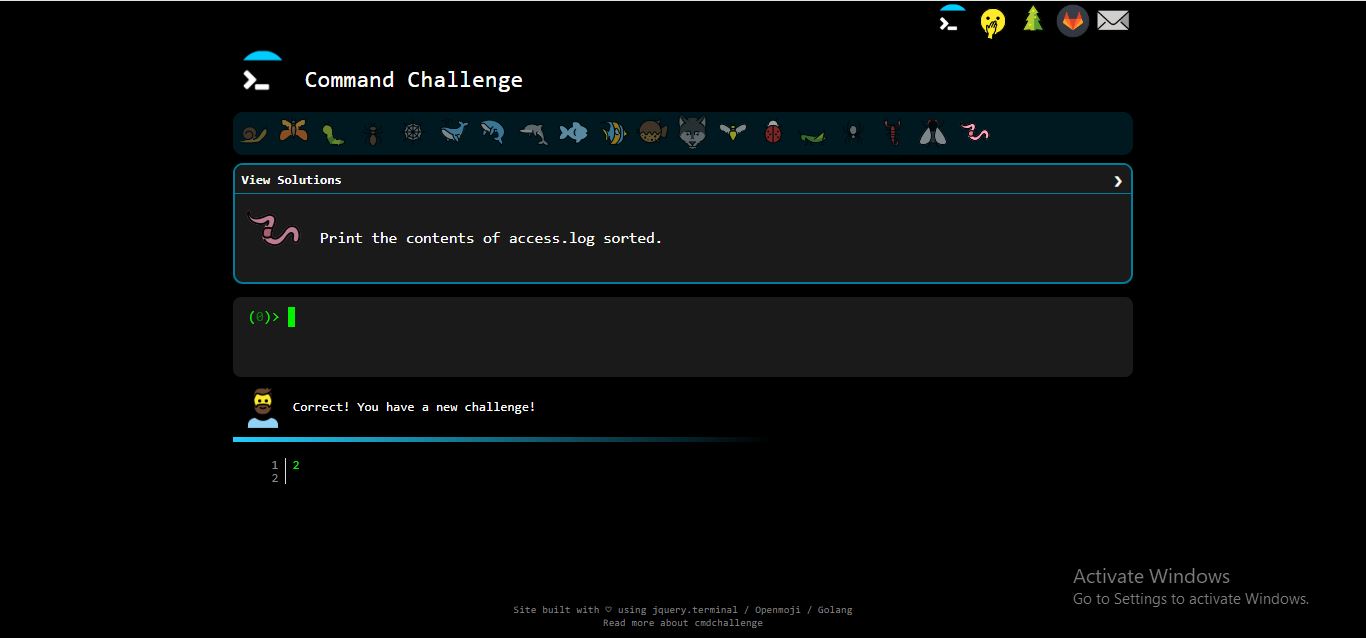 Command Challenge
View Solutions ❯
Print the contents of access.log sorted.
(0)>
Correct! You have a new challenge!
1 2
2
Activate Windows
Go to Settings to activate Windows.
Site built with ♡ using jquery.terminal / Openmoji / Golang
Read more about cmdchallenge